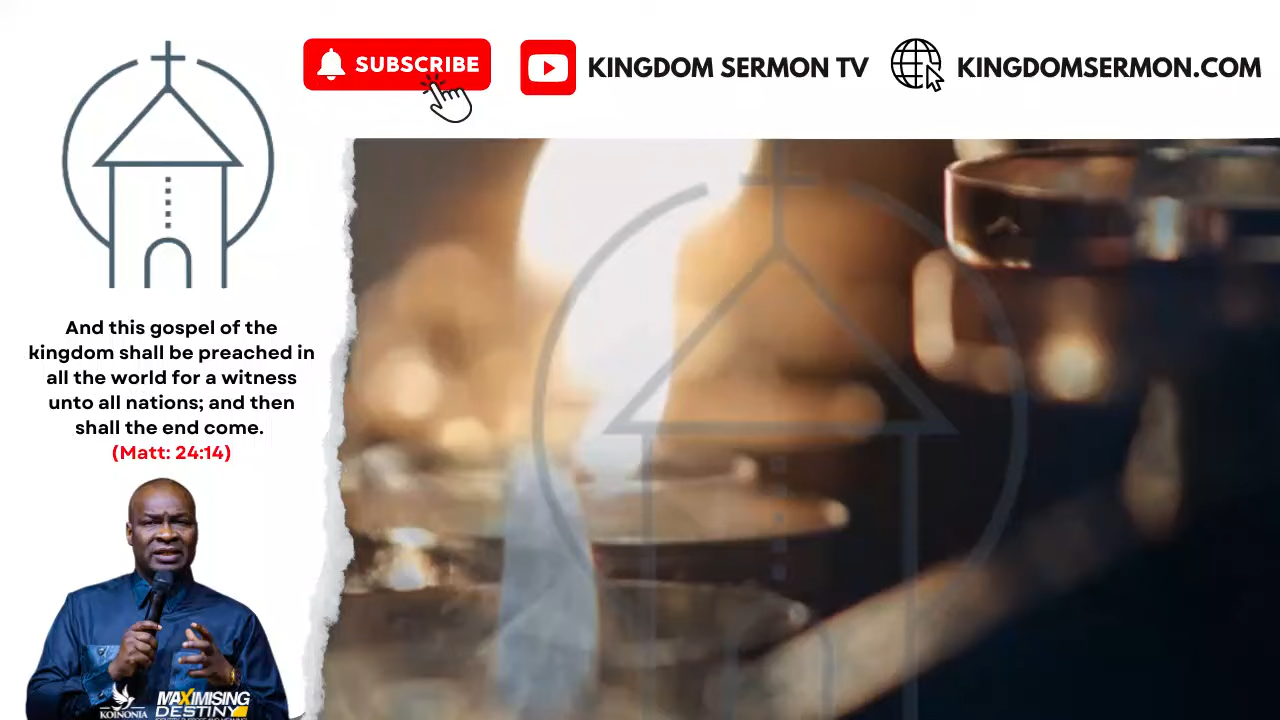 SUBSCRIBE
KINGDOM SERMON TV
KINGDOMSERMON.COM
And this gospel of the
kingdom shall be preached in
all the world for a witness
unto all nations; and then
shall the end come.
(Matt: 24:14)
KOINONIA
MAXIMISING
DESTINY